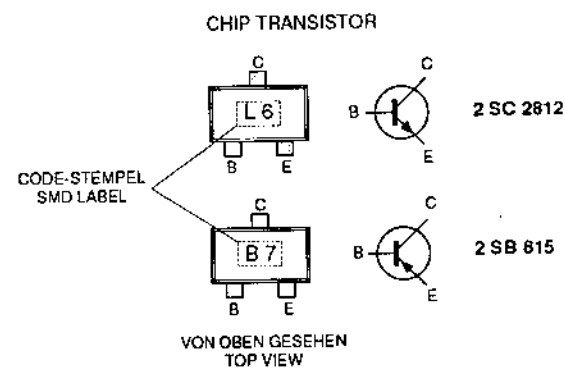 CHIP TRANSISTOR
C
L 6
B
E
C
B
E
2 SC 2812
CODE-STEMPEL
SMD LABEL
C
B 7
B
E
C
B
E
2 SB 815
VON OBEN GESEHEN
TOP VIEW